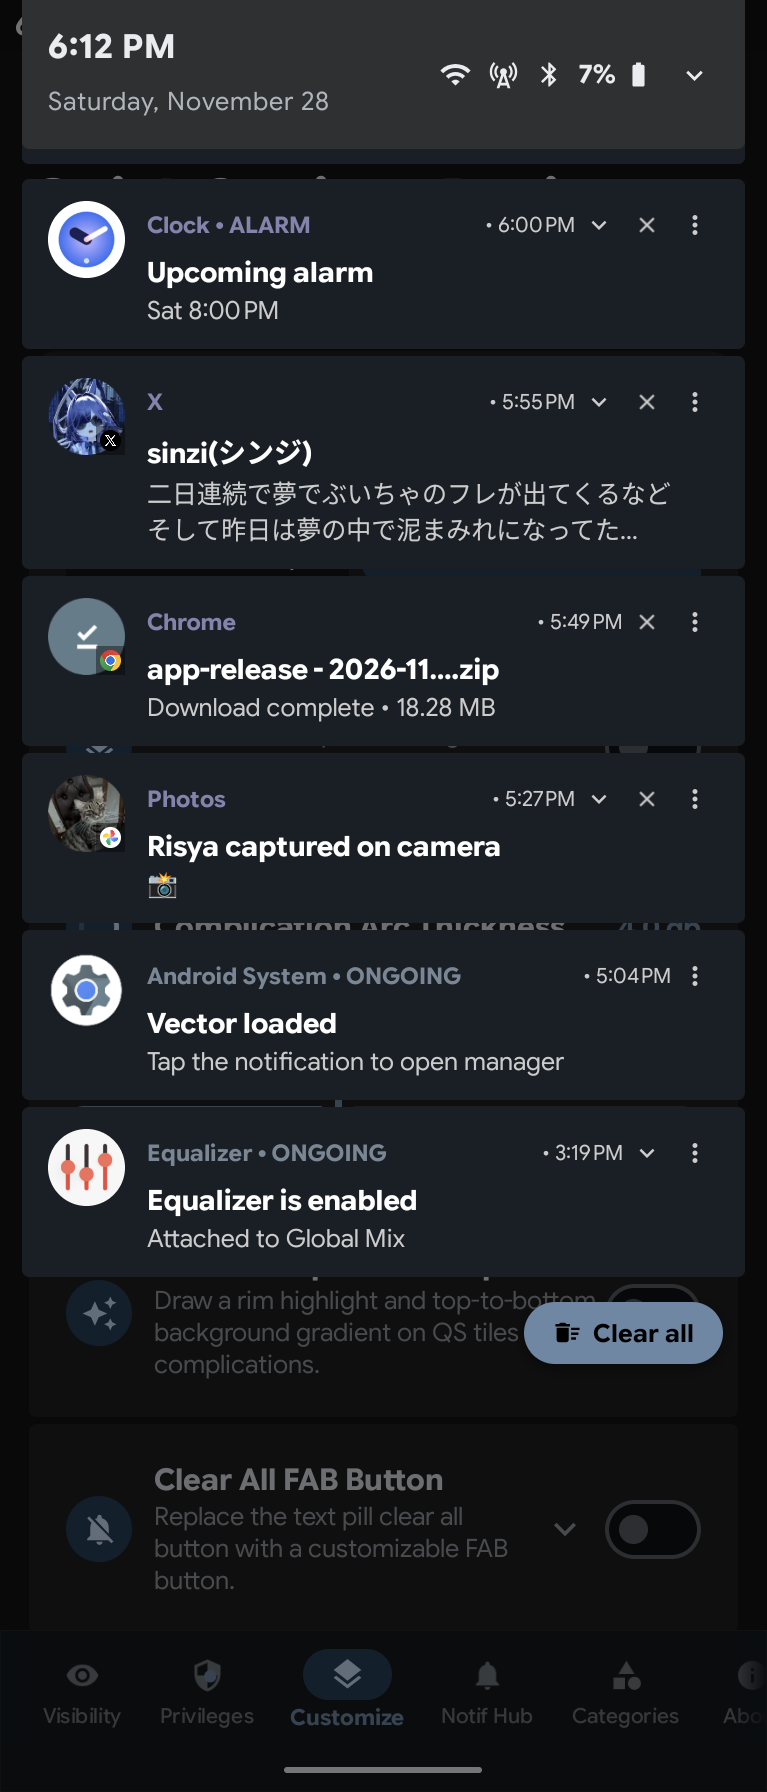 6:12 PM
Saturday, November 28
7%
Clock • ALARM
• 6:00 PM
Upcoming alarm
Sat 8:00 PM
X
• 5:55 PM
sinzi(シンジ)
二日連続で夢でぶいちゃのフレが出てくるなど
そして昨日は夢の中で泥まみれになってた...
Chrome
• 5:49 PM
app-release - 2026-11....zip
Download complete • 18.28 MB
Photos
• 5:27 PM
Risya captured on camera
📸
Complication Arc Thickness
Android System • ONGOING
• 5:04 PM
Vector loaded
Tap the notification to open manager
Equalizer • ONGOING
• 3:19 PM
Equalizer is enabled
Attached to Global Mix
Draw a rim highlight and top-to-bottom
background gradient on QS tiles
complications.
Clear all
Clear All FAB Button
Replace the text pill clear all
button with a customizable FAB
button.
Visibility
Privileges
Customize
Notif Hub
Categories
Abo